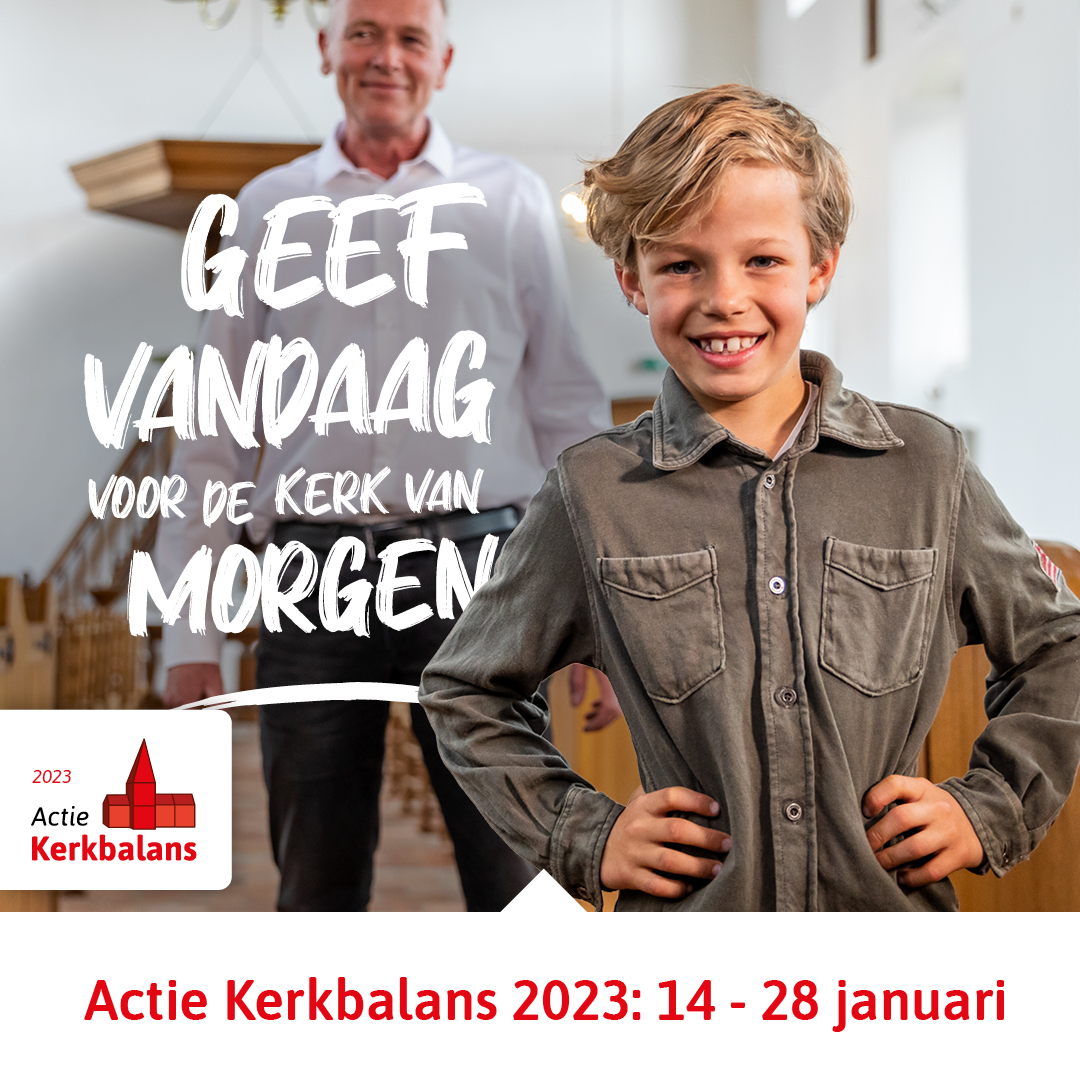 GEEF
VANDAAG
VOOR DE KERK VAN
MORGEN
2023
Actie
Kerkbalans
Actie Kerkbalans 2023: 14 - 28 januari